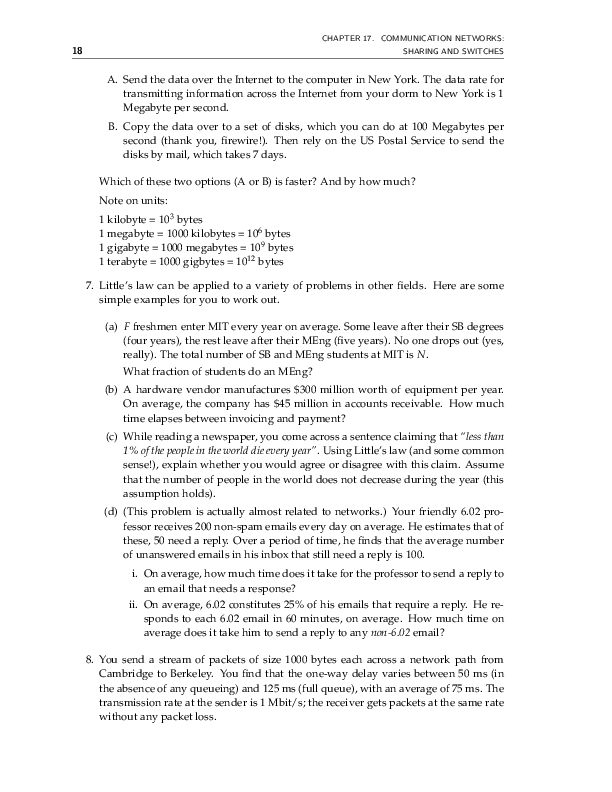 CHAPTER 17. COMMUNICATION NETWORKS:
18 SHARING AND SWITCHES
A. Send the data over the Internet to the computer in New York. The data rate for
transmitting information across the Internet from your dorm to New York is 1
Megabyte per second.
B. Copy the data over to a set of disks, which you can do at 100 Megabytes per
second (thank you, firewire!). Then rely on the US Postal Service to send the
disks by mail, which takes 7 days.
Which of these two options (A or B) is faster? And by how much?
Note on units:
1 kilobyte = 10³ bytes
1 megabyte = 1000 kilobytes = 10⁶ bytes
1 gigabyte = 1000 megabytes = 10⁹ bytes
1 terabyte = 1000 gigbytes = 10¹² bytes
7. Little's law can be applied to a variety of problems in other fields. Here are some
simple examples for you to work out.
(a) F freshmen enter MIT every year on average. Some leave after their SB degrees
(four years), the rest leave after their MEng (five years). No one drops out (yes,
really). The total number of SB and MEng students at MIT is N.
What fraction of students do an MEng?
(b) A hardware vendor manufactures $300 million worth of equipment per year.
On average, the company has $45 million in accounts receivable. How much
time elapses between invoicing and payment?
(c) While reading a newspaper, you come across a sentence claiming that "less than
1% of the people in the world die every year". Using Little's law (and some common
sense!), explain whether you would agree or disagree with this claim. Assume
that the number of people in the world does not decrease during the year (this
assumption holds).
(d) (This problem is actually almost related to networks.) Your friendly 6.02 pro-
fessor receives 200 non-spam emails every day on average. He estimates that of
these, 50 need a reply. Over a period of time, he finds that the average number
of unanswered emails in his inbox that still need a reply is 100.
i. On average, how much time does it take for the professor to send a reply to
an email that needs a response?
ii. On average, 6.02 constitutes 25% of his emails that require a reply. He re-
sponds to each 6.02 email in 60 minutes, on average. How much time on
average does it take him to send a reply to any non-6.02 email?
8. You send a stream of packets of size 1000 bytes each across a network path from
Cambridge to Berkeley. You find that the one-way delay varies between 50 ms (in
the absence of any queueing) and 125 ms (full queue), with an average of 75 ms. The
transmission rate at the sender is 1 Mbit/s; the receiver gets packets at the same rate
without any packet loss.